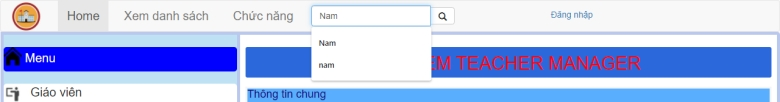 Home Xem danh sách Chức năng Nam Đăng nhập
Nam
nam
Menu
EM TEACHER MANAGER
Giáo viên
Thông tin chung